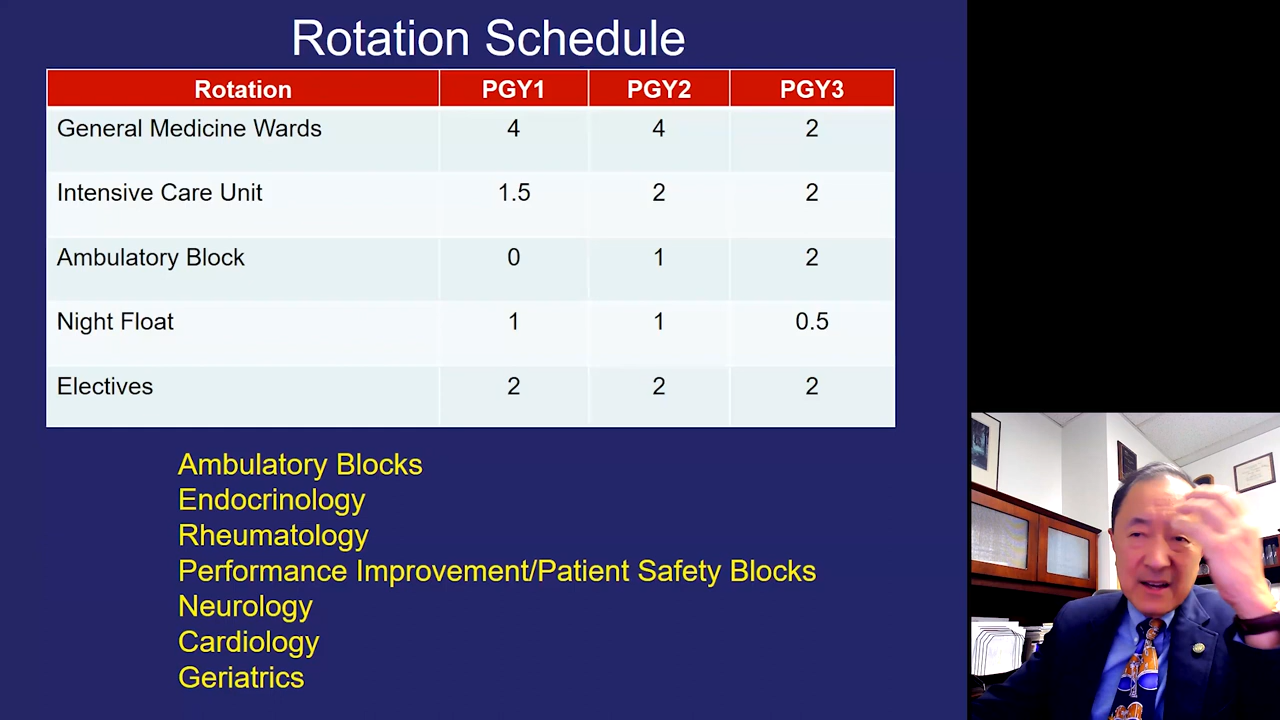 Rotation Schedule
Rotation PGY1 PGY2 PGY3
General Medicine Wards 4 4 2
Intensive Care Unit 1.5 2 2
Ambulatory Block 0 1 2
Night Float 1 1 0.5
Electives 2 2 2
Ambulatory Blocks
Endocrinology
Rheumatology
Performance Improvement/Patient Safety Blocks
Neurology
Cardiology
Geriatrics